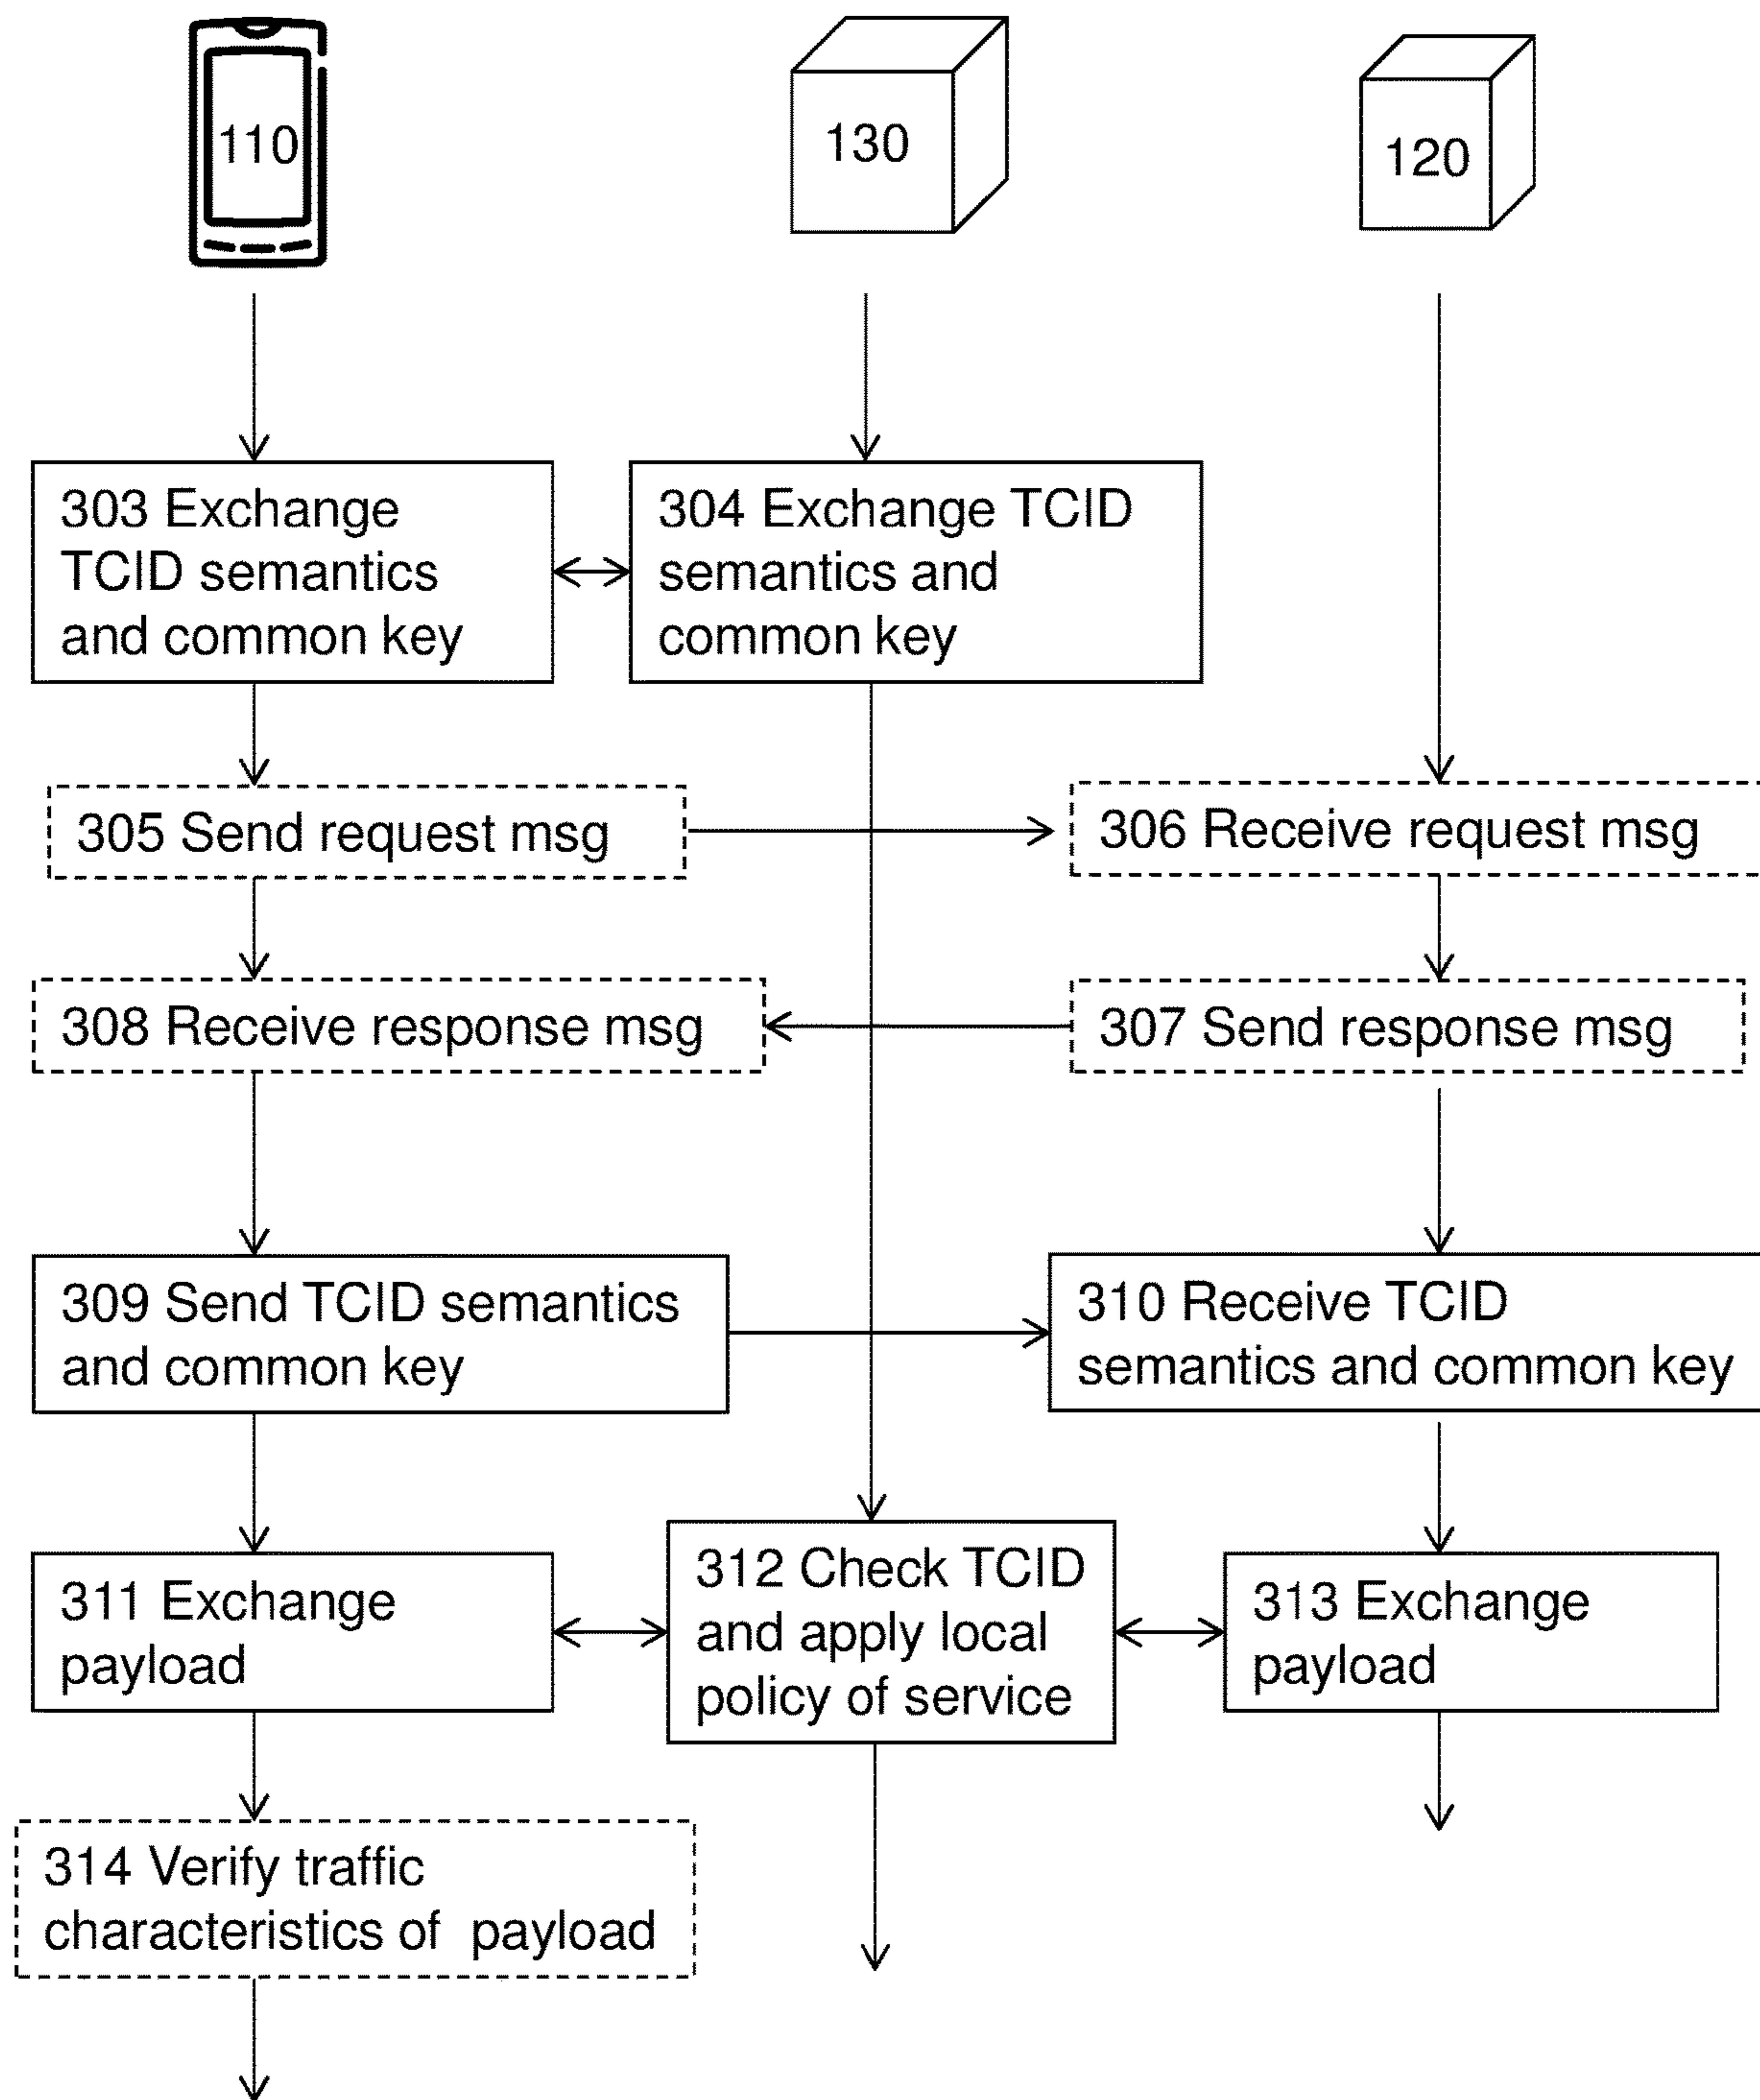 110
130
120
303 Exchange
TCID semantics
and common key
304 Exchange TCID
semantics and
common key
305 Send request msg
306 Receive request msg
308 Receive response msg
307 Send response msg
309 Send TCID semantics
and common key
310 Receive TCID
semantics and common key
311 Exchange
payload
312 Check TCID
and apply local
policy of service
313 Exchange
payload
314 Verify traffic
characteristics of payload